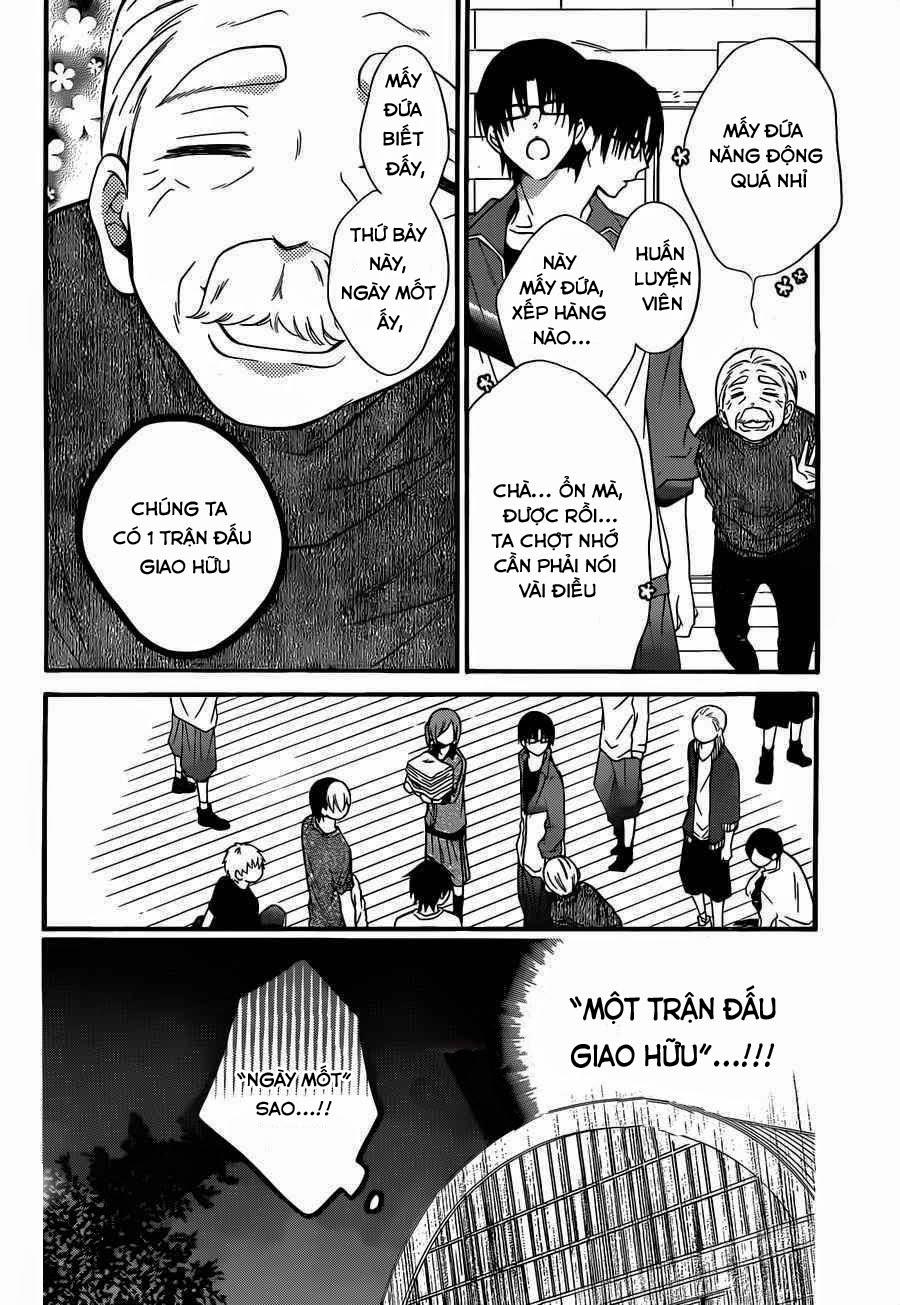 MẤY ĐỨA
NĂNG ĐỘNG
QUÁ NHỈ
HUẤN
LUYỆN
VIÊN
NÀY
MẤY ĐỨA,
XẾP HÀNG
NÀO...
CHÀ... ỔN MÀ,
ĐƯỢC RỒI...
TA CHỢT NHỚ
CẦN PHẢI NÓI
VÀI ĐIỀU
MẤY
ĐỨA
BIẾT
ĐẤY,
THỨ BẢY
NÀY,
NGÀY MỐT
ẤY,
CHÚNG TA
CÓ 1 TRẬN ĐẤU
GIAO HỮU
"MỘT TRẬN ĐẤU
GIAO HỮU"...!!!
"NGÀY MỐT"
SAO...!!